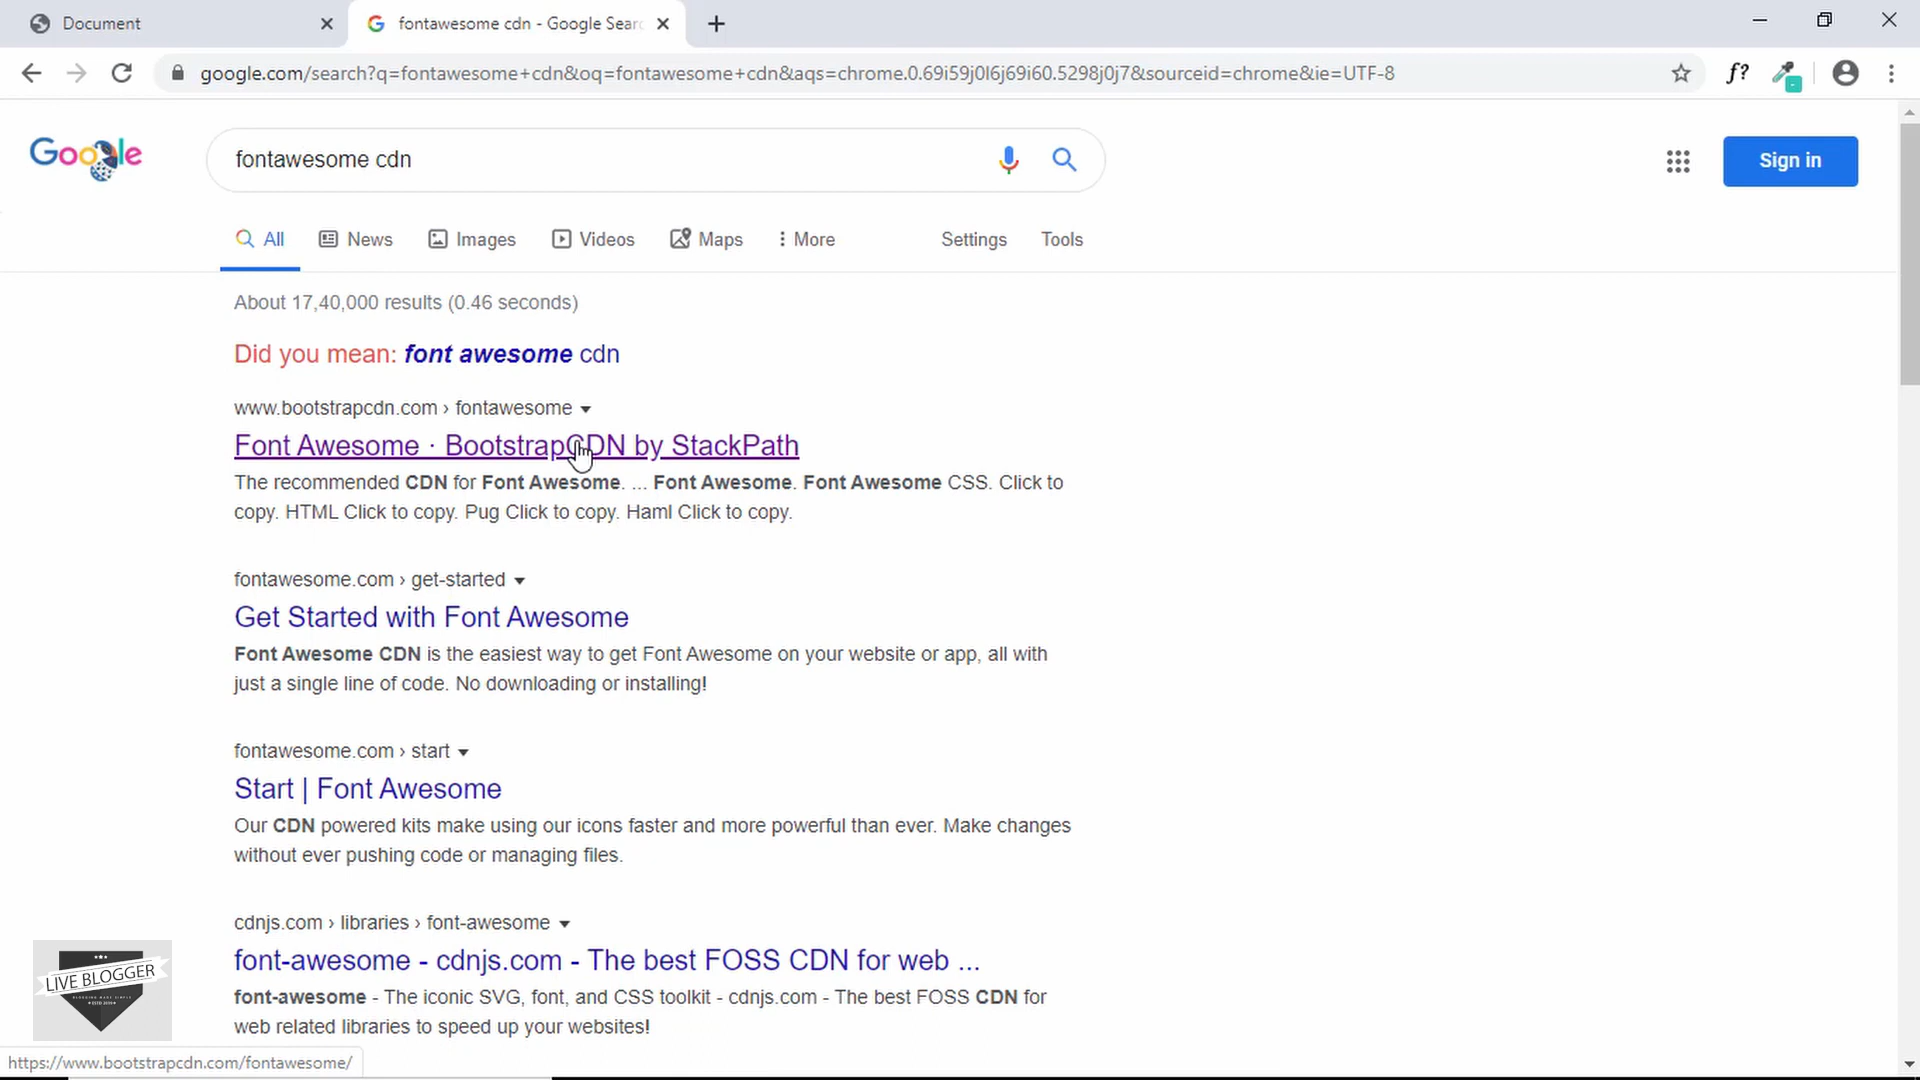 Document
fontawesome cdn - Google Sear
google.com/search?q=fontawesome+cdn&oq=fontawesome+cdn&aqs=chrome.0.69i59j0l6j69i60.5298j0j7&sourceid=chrome&ie=UTF-8
f?
Google
fontawesome cdn
Sign in
All
News
Images
Videos
Maps
More
Settings
Tools
About 17,40,000 results (0.46 seconds)
Did you mean: font awesome cdn
www.bootstrapcdn.com › fontawesome
Font Awesome · BootstrapCDN by StackPath
The recommended CDN for Font Awesome. ... Font Awesome. Font Awesome CSS. Click to
copy. HTML Click to copy. Pug Click to copy. Haml Click to copy.
fontawesome.com › get-started
Get Started with Font Awesome
Font Awesome CDN is the easiest way to get Font Awesome on your website or app, all with
just a single line of code. No downloading or installing!
fontawesome.com › start
Start | Font Awesome
Our CDN powered kits make using our icons faster and more powerful than ever. Make changes
without ever pushing code or managing files.
cdnjs.com › libraries › font-awesome
font-awesome - cdnjs.com - The best FOSS CDN for web ...
font-awesome - The iconic SVG, font, and CSS toolkit - cdnjs.com - The best FOSS CDN for
web related libraries to speed up your websites!
LIVE BLOGGER
https://www.bootstrapcdn.com/fontawesome/